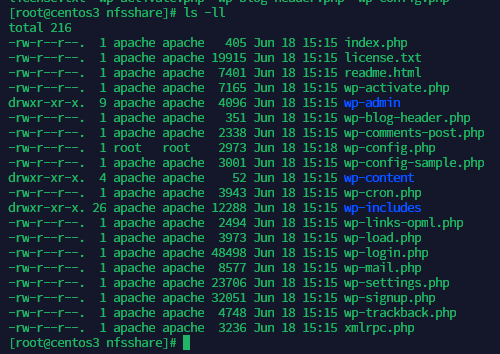 [root@centos3 nfsshare]# ls -ll
total 216
-rw-r--r--.  1 apache apache   405 Jun 18 15:15 index.php
-rw-r--r--.  1 apache apache 19915 Jun 18 15:15 license.txt
-rw-r--r--.  1 apache apache  7401 Jun 18 15:15 readme.html
-rw-r--r--.  1 apache apache  7165 Jun 18 15:15 wp-activate.php
drwxr-xr-x.  9 apache apache  4096 Jun 18 15:15 wp-admin
-rw-r--r--.  1 apache apache   351 Jun 18 15:15 wp-blog-header.php
-rw-r--r--.  1 apache apache  2338 Jun 18 15:15 wp-comments-post.php
-rw-r--r--.  1 root   root    2973 Jun 18 15:18 wp-config.php
-rw-r--r--.  1 apache apache  3001 Jun 18 15:15 wp-config-sample.php
drwxr-xr-x.  4 apache apache    52 Jun 18 15:15 wp-content
-rw-r--r--.  1 apache apache  3943 Jun 18 15:15 wp-cron.php
drwxr-xr-x. 26 apache apache 12288 Jun 18 15:15 wp-includes
-rw-r--r--.  1 apache apache  2494 Jun 18 15:15 wp-links-opml.php
-rw-r--r--.  1 apache apache  3973 Jun 18 15:15 wp-load.php
-rw-r--r--.  1 apache apache 48498 Jun 18 15:15 wp-login.php
-rw-r--r--.  1 apache apache  8577 Jun 18 15:15 wp-mail.php
-rw-r--r--.  1 apache apache 23706 Jun 18 15:15 wp-settings.php
-rw-r--r--.  1 apache apache 32051 Jun 18 15:15 wp-signup.php
-rw-r--r--.  1 apache apache  4748 Jun 18 15:15 wp-trackback.php
-rw-r--r--.  1 apache apache  3236 Jun 18 15:15 xmlrpc.php
[root@centos3 nfsshare]#